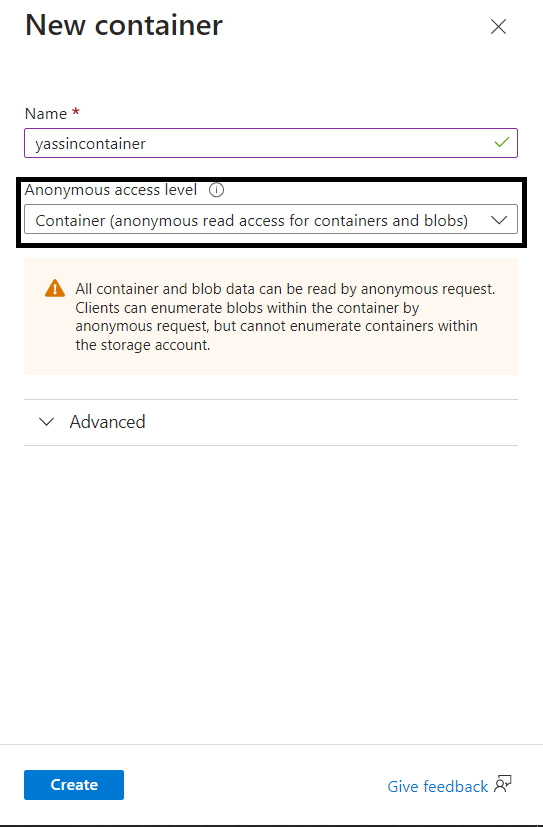 New container
Name *
yassincontainer
Anonymous access level
Container (anonymous read access for containers and blobs)
All container and blob data can be read by anonymous request.
Clients can enumerate blobs within the container by
anonymous request, but cannot enumerate containers within
the storage account.
Advanced
Create
Give feedback